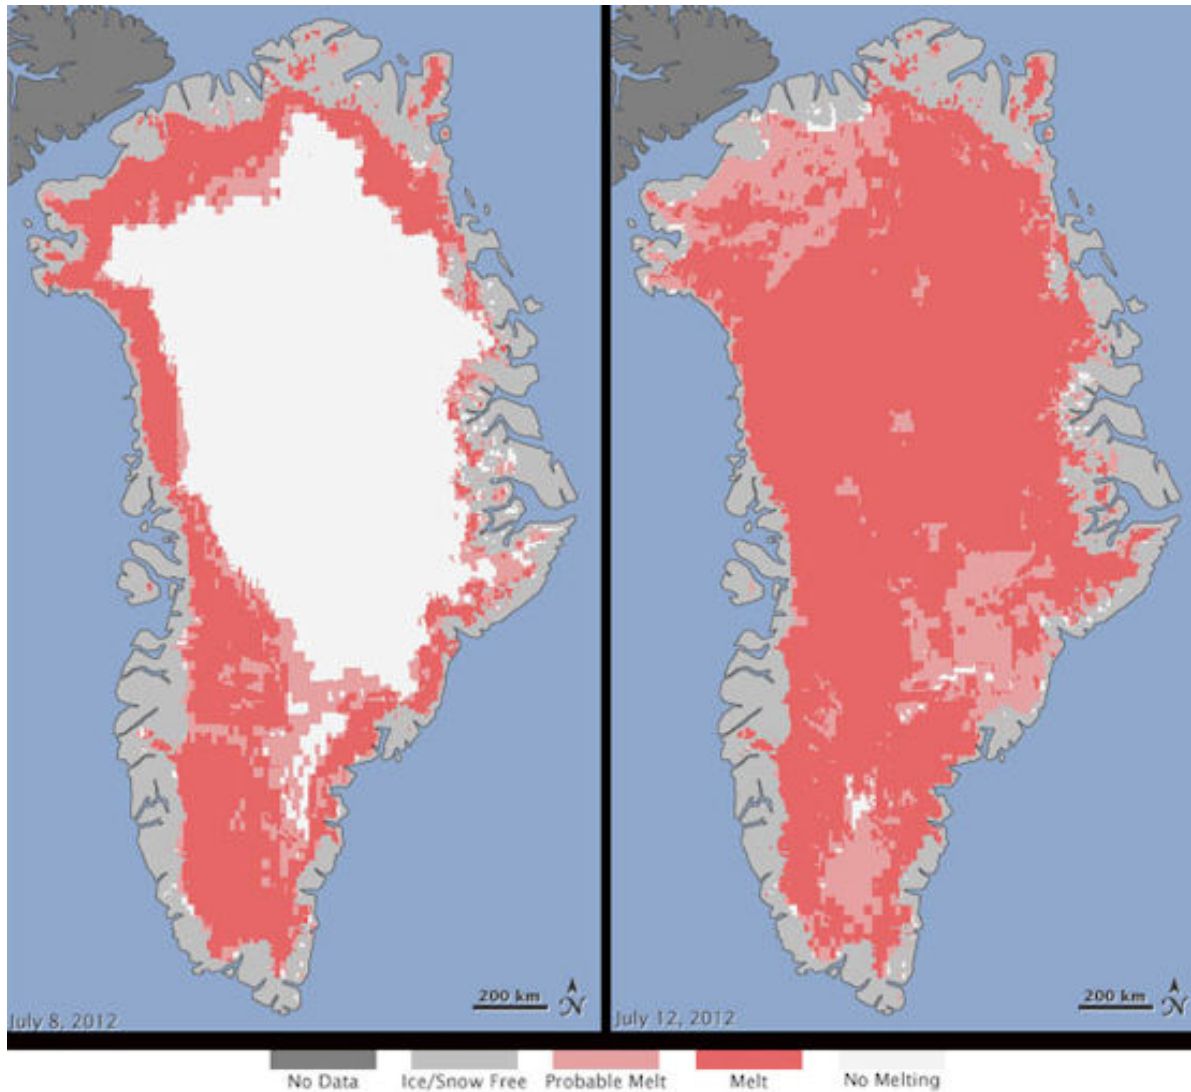 200 km
N
July 8, 2012
200 km
N
July 12, 2012
No Data
Ice/Snow Free
Probable Melt
Melt
No Melting